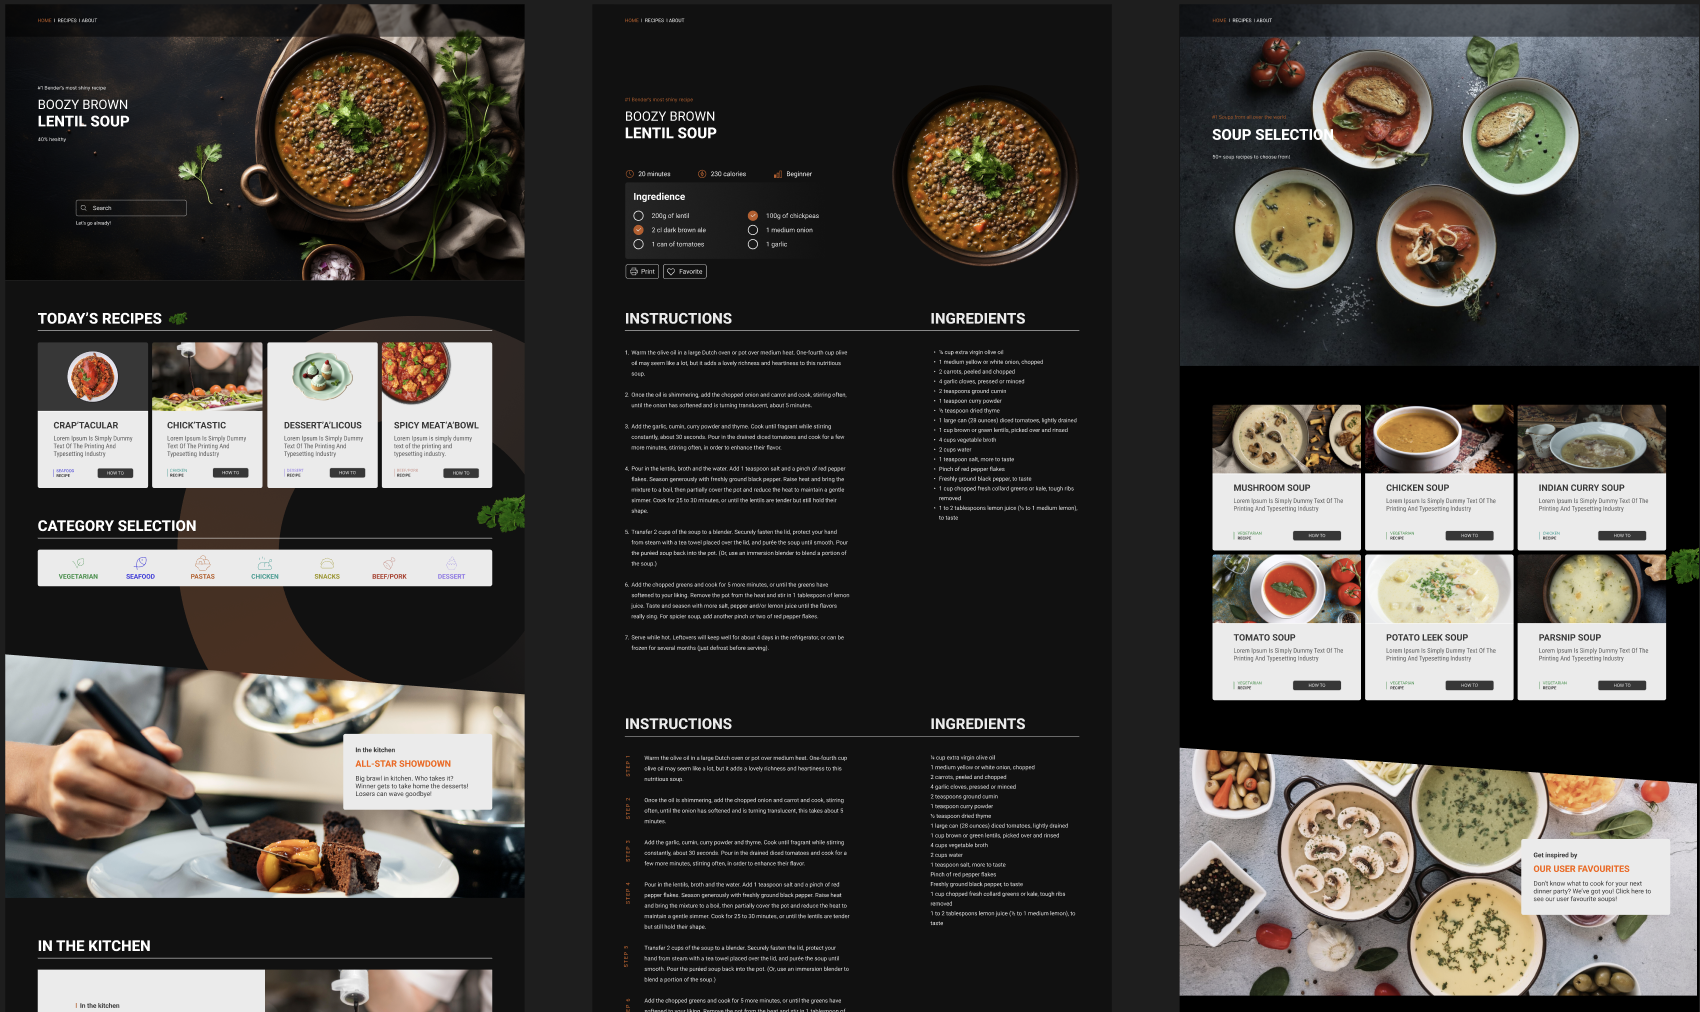 HOME I RECIPES I ABOUT
#1 Bender's most shiny recipe
BOOZY BROWN
LENTIL SOUP
40% healthy
Search
Let's go already!
TODAY'S RECIPES
CRAP'TACULAR
Lorem Ipsum Is Simply Dummy
Text Of The Printing And
Typesetting Industry
SEAFOOD
RECIPE
HOW TO
CHICK'TASTIC
Lorem Ipsum is Simply Dummy
Text Of The Printing And
Typesetting Industry
CHICKEN
RECIPE
HOW TO
DESSERT'A'LICOUS
Lorem Ipsum is Simply Dummy
Text Of The Printing And
Typesetting Industry
DESSERT
RECIPE
HOW TO
SPICY MEAT'A'BOWL
Lorem Ipsum is simply dummy
text of the printing and
typesetting industry.
RECIPE
HOW TO
CATEGORY SELECTION
VEGETARIAN
SEAFOOD
PASTAS
CHICKEN
SNACKS
BEEF/PORK
DESSERT
In the kitchen
ALL-STAR SHOWDOWN
Big brawl in kitchen. Who takes it?
Winner gets to take home the desserts!
Losers can wave goodbye!
IN THE KITCHEN
In the kitchen
HOME I RECIPES I ABOUT
#1 Bender's most shiny recipe
BOOZY BROWN
LENTIL SOUP
20 minutes
230 calories
Beginner
Ingredience
200g of lentil
100g of chickpeas
2 cl dark brown ale
1 medium onion
1 can of tomatoes
1 garlic
Print
Favorite
INSTRUCTIONS
1. Warm the olive oil in a large Dutch oven or pot over medium heat. One-fourth cup olive
oil may seem like a lot, but it adds a lovely richness and heartiness to this nutritious
soup.
2. Once the oil is shimmering, add the chopped onion and carrot and cook, stirring often,
until the onion has softened and is turning translucent, about 5 minutes.
3. Add the garlic, cumin, curry powder and thyme. Cook until fragrant while stirring
constantly, about 30 seconds. Pour in the drained diced tomatoes and cook for a few
more minutes, stirring often, in order to enhance their flavor.
4. Pour in the lentils, broth and the water. Add 1 teaspoon salt and a pinch of red pepper
flakes. Season generously with freshly ground black pepper. Raise heat and bring the
mixture to a boil, then partially cover the pot and reduce the heat to maintain a gentle
simmer. Cook for 25 to 30 minutes, or until the lentils are tender but still hold their
shape.
5. Transfer 2 cups of the soup to a blender. Securely fasten the lid, protect your hand
from steam with a tea towel placed over the lid, and purée the soup until smooth. Pour
the puréed soup back into the pot. (Or, use an immersion blender to blend a portion of
the soup.)
6. Add the chopped greens and cook for 5 more minutes, or until the greens have
softened to your liking. Remove the pot from the heat and stir in 1 tablespoon of lemon
juice. Taste and season with more salt, pepper and/or lemon juice until the flavors
really sing. For spicier soup, add another pinch or two of red pepper flakes.
7. Serve while hot. Leftovers will keep well for about 4 days in the refrigerator, or can be
frozen for several months (just defrost before serving).
INGREDIENTS
• ¼ cup extra virgin olive oil
• 1 medium yellow or white onion, chopped
• 2 carrots, peeled and chopped
• 4 garlic cloves, pressed or minced
• 2 teaspoons ground cumin
• 1 teaspoon curry powder
• ½ teaspoon dried thyme
• 1 large can (28 ounces) diced tomatoes, lightly drained
• 1 cup brown or green lentils, picked over and rinsed
• 4 cups vegetable broth
• 2 cups water
• 1 teaspoon salt, more to taste
• Pinch of red pepper flakes
• Freshly ground black pepper, to taste
• 1 cup chopped fresh collard greens or kale, tough ribs
removed
• 1 to 2 tablespoons lemon juice (½ to 1 medium lemon),
to taste
INSTRUCTIONS
STEP 1
Warm the olive oil in a large Dutch oven or pot over medium heat. One-fourth cup
olive oil may seem like a lot, but it adds a lovely richness and heartiness to this
nutritious soup.
STEP 2
Once the oil is shimmering, add the chopped onion and carrot and cook, stirring
often, until the onion has softened and is turning translucent, this takes about 5
minutes.
STEP 3
Add the garlic, cumin, curry powder and thyme. Cook until fragrant while stirring
constantly, about 30 seconds. Pour in the drained diced tomatoes and cook for a
few more minutes, stirring often, in order to enhance their flavor.
STEP 4
Pour in the lentils, broth and the water. Add 1 teaspoon salt and a pinch of red
pepper flakes. Season generously with freshly ground black pepper. Raise heat
and bring the mixture to a boil, then partially cover the pot and reduce the heat to
maintain a gentle simmer. Cook for 25 to 30 minutes, or until the lentils are tender
but still hold their shape.
STEP 5
Transfer 2 cups of the soup to a blender. Securely fasten the lid, protect your
hand from steam with a tea towel placed over the lid, and purée the soup until
smooth. Pour the puréed soup back into the pot. (Or, use an immersion blender to
blend a portion of the soup.)
STEP 6
Add the chopped greens and cook for 5 more minutes, or until the greens have
softened to your liking. Remove the pot from the heat and stir in 1 tablespoon of
INGREDIENTS
¼ cup extra virgin olive oil
1 medium yellow or white onion, chopped
2 carrots, peeled and chopped
4 garlic cloves, pressed or minced
2 teaspoons ground cumin
1 teaspoon curry powder
½ teaspoon dried thyme
1 large can (28 ounces) diced tomatoes, lightly drained
1 cup brown or green lentils, picked over and rinsed
4 cups vegetable broth
2 cups water
1 teaspoon salt, more to taste
Pinch of red pepper flakes
Freshly ground black pepper, to taste
1 cup chopped fresh collard greens or kale, tough ribs
removed
1 to 2 tablespoons lemon juice (½ to 1 medium lemon), to
taste
HOME I RECIPES I ABOUT
#1 Soups from all over the world
SOUP SELECTION
90+ soup recipes to choose from!
MUSHROOM SOUP
Lorem Ipsum Is Simply Dummy Text Of The
Printing And Typesetting Industry
VEGETARIAN
RECIPE
HOW TO
CHICKEN SOUP
Lorem Ipsum Is Simply Dummy Text Of The
Printing And Typesetting Industry
VEGETARIAN
RECIPE
HOW TO
INDIAN CURRY SOUP
Lorem Ipsum Is Simply Dummy Text Of The
Printing And Typesetting Industry
CHICKEN
RECIPE
HOW TO
TOMATO SOUP
Lorem Ipsum Is Simply Dummy Text Of The
Printing And Typesetting Industry
VEGETARIAN
RECIPE
HOW TO
POTATO LEEK SOUP
Lorem Ipsum Is Simply Dummy Text Of The
Printing And Typesetting Industry
VEGETARIAN
RECIPE
HOW TO
PARSNIP SOUP
Lorem Ipsum Is Simply Dummy Text Of The
Printing And Typesetting Industry
VEGETARIAN
RECIPE
HOW TO
Get inspired by
OUR USER FAVOURITES
Don't know what to cook for your next
dinner party? We've got you! Click here to
see our user favourite soups!